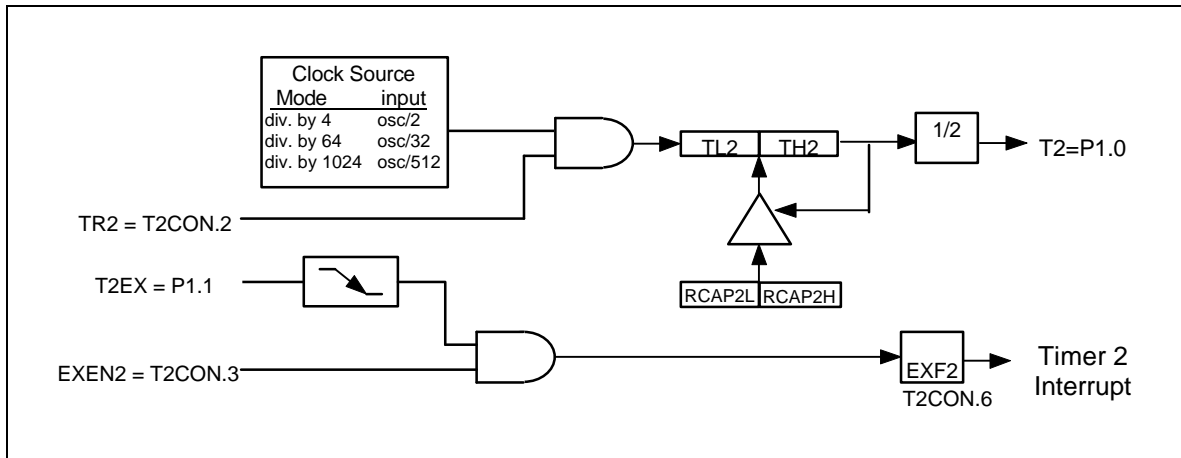 Clock Source
Mode input
div. by 4 osc/2
div. by 64 osc/32
div. by 1024 osc/512
TL2 TH2
1/2
T2=P1.0
TR2 = T2CON.2
T2EX = P1.1
RCAP2L RCAP2H
EXEN2 = T2CON.3
EXF2
T2CON.6
Timer 2
Interrupt